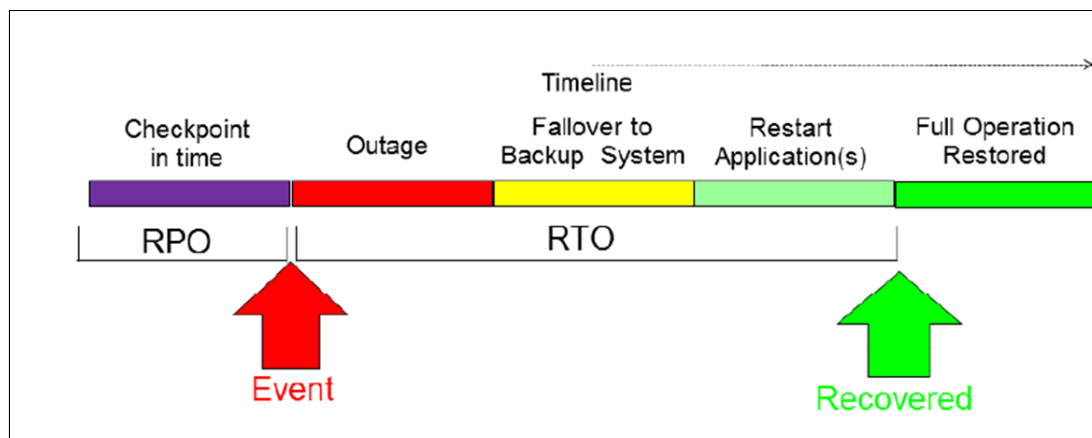 Timeline
Checkpoint
in time
Outage
Fallover to
Backup System
Restart
Application(s)
Full Operation
Restored
RPO
RTO
Event
Recovered